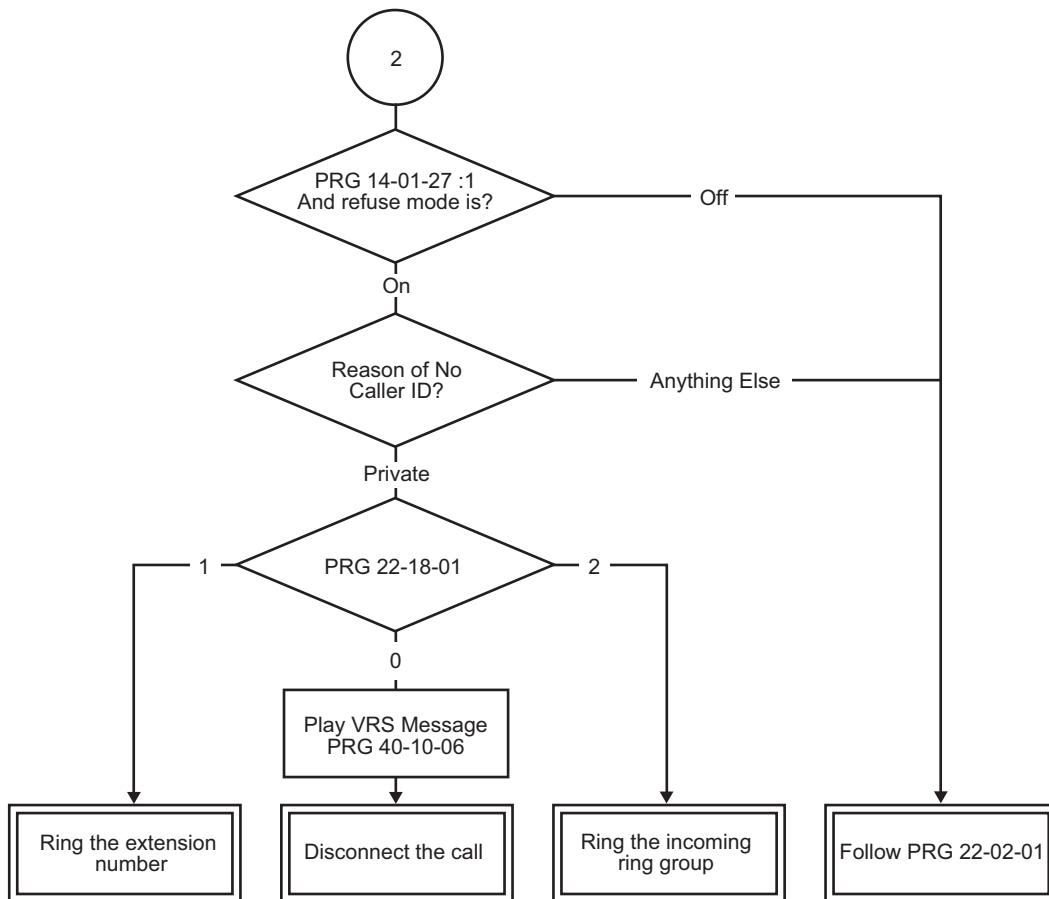 2
PRG 14-01-27 :1
And refuse mode is?
Off
On
Reason of No
Caller ID?
Anything Else
Private
1
PRG 22-18-01
2
0
Play VRS Message
PRG 40-10-06
Ring the extension
number
Disconnect the call
Ring the incoming
ring group
Follow PRG 22-02-01